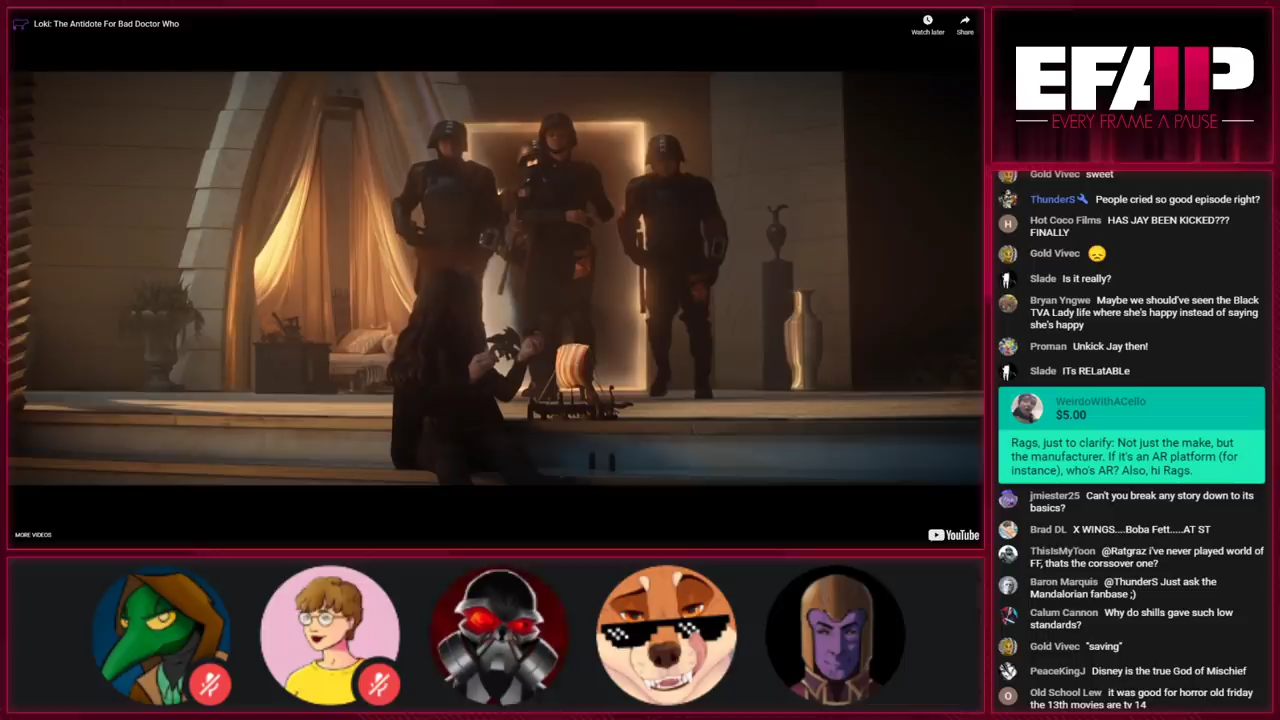 Loki: The Antidote For Bad Doctor Who
Watch later
Share
MORE VIDEOS
YouTube
EFAP
EVERY FRAME A PAUSE
Gold Vivec sweet
ThunderS People cried so good episode right?
H
Hot Coco Films HAS JAY BEEN KICKED???
FINALLY
Gold Vivec 😞
Slade Is it really?
Bryan Yngwe Maybe we should've seen the Black
TVA Lady life where she's happy instead of saying
she's happy
Proman Unkick Jay then!
Slade ITs RELatABLe
WeirdoWithACello
$5.00
Rags, just to clarify: Not just the make, but
the manufacturer. If it's an AR platform (for
instance), who's AR? Also, hi Rags.
jmiester25 Can't you break any story down to its
basics?
Brad DL X WINGS....Boba Fett.....AT ST
ThisIsMyToon @Ratgraz i've never played world of
FF, thats the corssover one?
Baron Marquis @ThunderS Just ask the
Mandalorian fanbase ;)
Calum Cannon Why do shills gave such low
standards?
Gold Vivec "saving"
PeaceKingJ Disney is the true God of Mischief
O
Old School Lew it was good for horror old friday
the 13th movies are tv 14